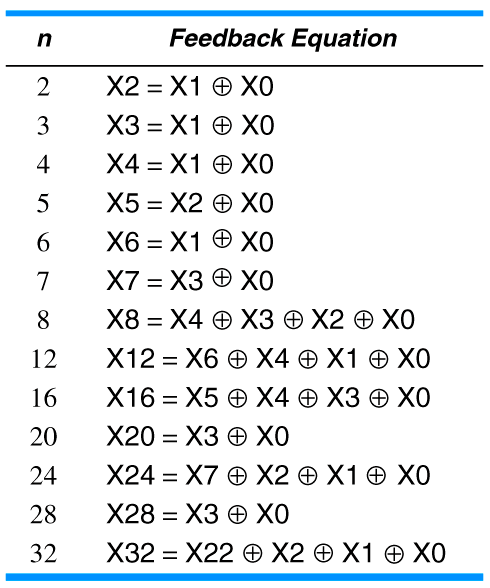 n Feedback Equation
2 X2 = X1 ⊕ X0
3 X3 = X1 ⊕ X0
4 X4 = X1 ⊕ X0
5 X5 = X2 ⊕ X0
6 X6 = X1 ⊕ X0
7 X7 = X3 ⊕ X0
8 X8 = X4 ⊕ X3 ⊕ X2 ⊕ X0
12 X12 = X6 ⊕ X4 ⊕ X1 ⊕ X0
16 X16 = X5 ⊕ X4 ⊕ X3 ⊕ X0
20 X20 = X3 ⊕ X0
24 X24 = X7 ⊕ X2 ⊕ X1 ⊕ X0
28 X28 = X3 ⊕ X0
32 X32 = X22 ⊕ X2 ⊕ X1 ⊕ X0